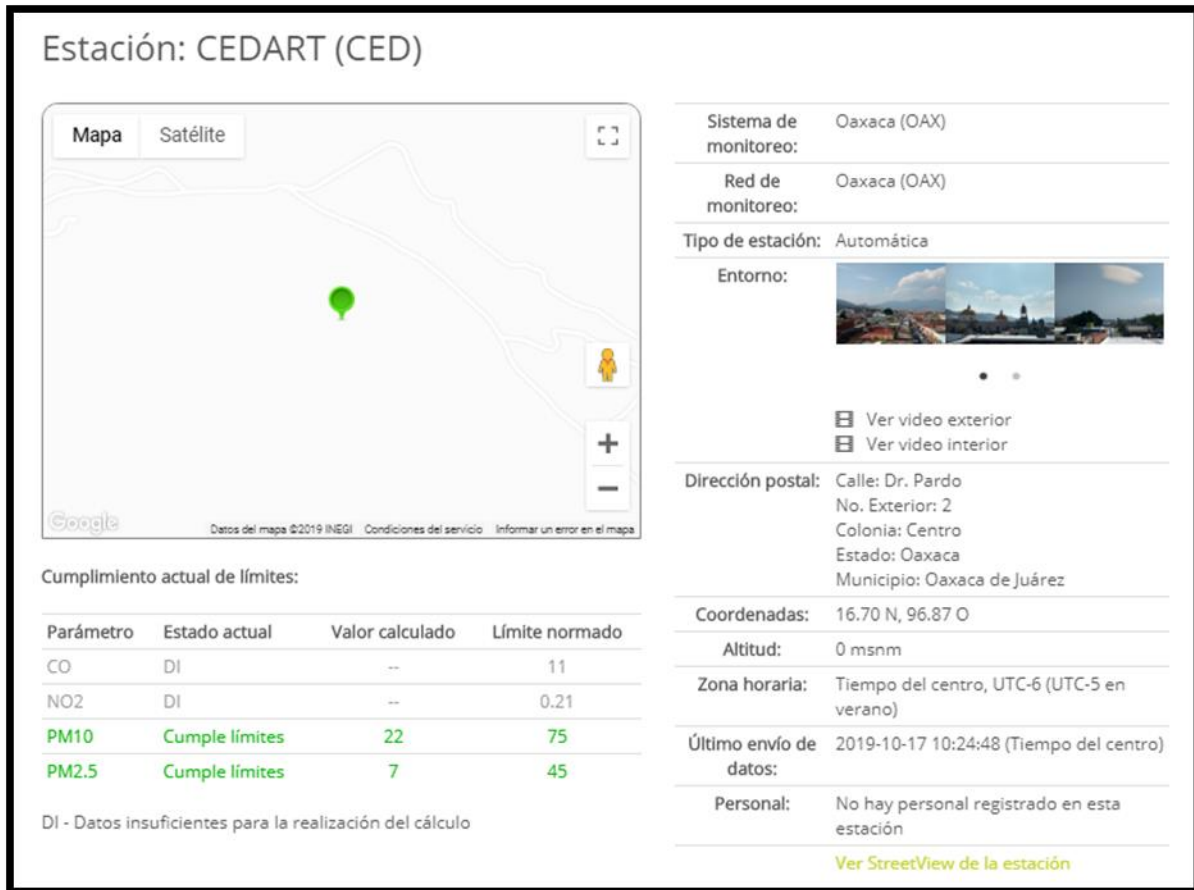 Estación: CEDART (CED)
Mapa Satélite
Google
Datos del mapa ©2019 INEGI Condiciones del servicio Informar un error en el mapa
Cumplimiento actual de límites:
Parámetro Estado actual Valor calculado Límite normado
CO DI -- 11
NO2 DI -- 0.21
PM10 Cumple límites 22 75
PM2.5 Cumple límites 7 45
DI - Datos insuficientes para la realización del cálculo
Sistema de monitoreo: Oaxaca (OAX)
Red de monitoreo: Oaxaca (OAX)
Tipo de estación: Automática
Entorno:
Ver video exterior
Ver video interior
Dirección postal: Calle: Dr. Pardo
No. Exterior: 2
Colonia: Centro
Estado: Oaxaca
Municipio: Oaxaca de Juárez
Coordenadas: 16.70 N, 96.87 O
Altitud: 0 msnm
Zona horaria: Tiempo del centro, UTC-6 (UTC-5 en verano)
Último envío de datos: 2019-10-17 10:24:48 (Tiempo del centro)
Personal: No hay personal registrado en esta estación
Ver StreetView de la estación